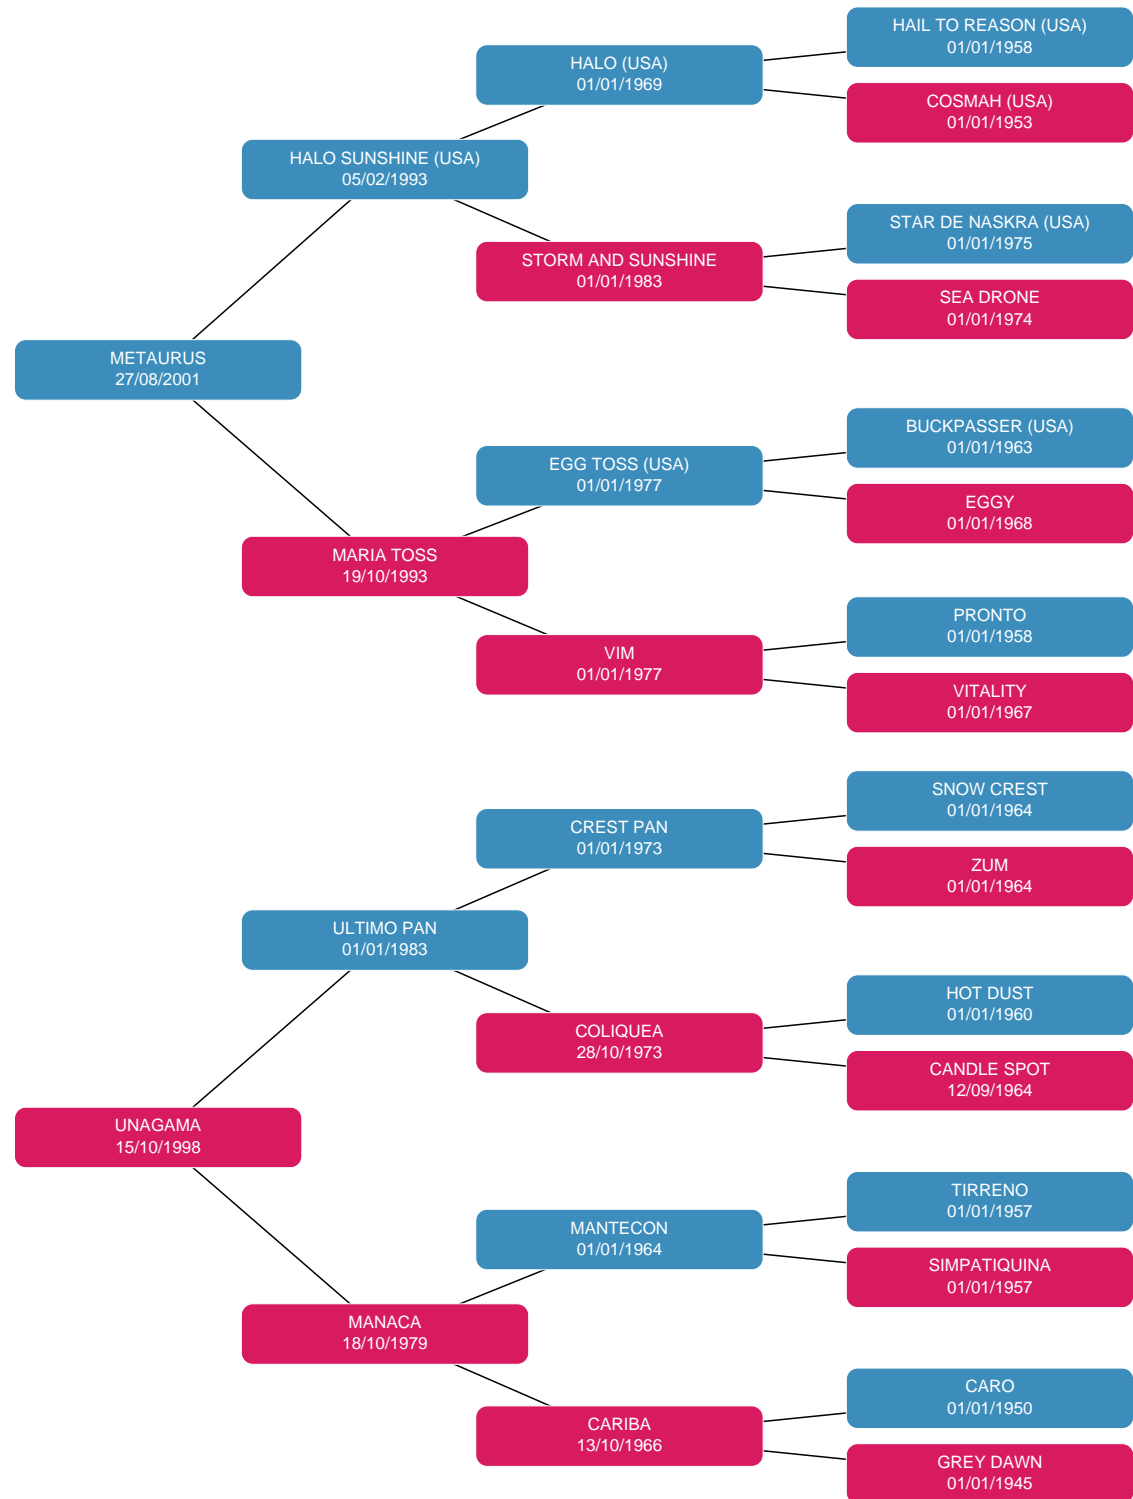 HAIL TO REASON (USA)
01/01/1958
HALO (USA)
01/01/1969
COSMAH (USA)
01/01/1953
HALO SUNSHINE (USA)
05/02/1993
STAR DE NASKRA (USA)
01/01/1975
STORM AND SUNSHINE
01/01/1983
SEA DRONE
01/01/1974
METAURUS
27/08/2001
BUCKPASSER (USA)
01/01/1963
EGG TOSS (USA)
01/01/1977
EGGY
01/01/1968
MARIA TOSS
19/10/1993
PRONTO
01/01/1958
VIM
01/01/1977
VITALITY
01/01/1967
SNOW CREST
01/01/1964
CREST PAN
01/01/1973
ZUM
01/01/1964
ULTIMO PAN
01/01/1983
HOT DUST
01/01/1960
COLIQUEA
28/10/1973
CANDLE SPOT
12/09/1964
UNAGAMA
15/10/1998
TIRRENO
01/01/1957
MANTECON
01/01/1964
SIMPATIQUINA
01/01/1957
MANACA
18/10/1979
CARO
01/01/1950
CARIBA
13/10/1966
GREY DAWN
01/01/1945